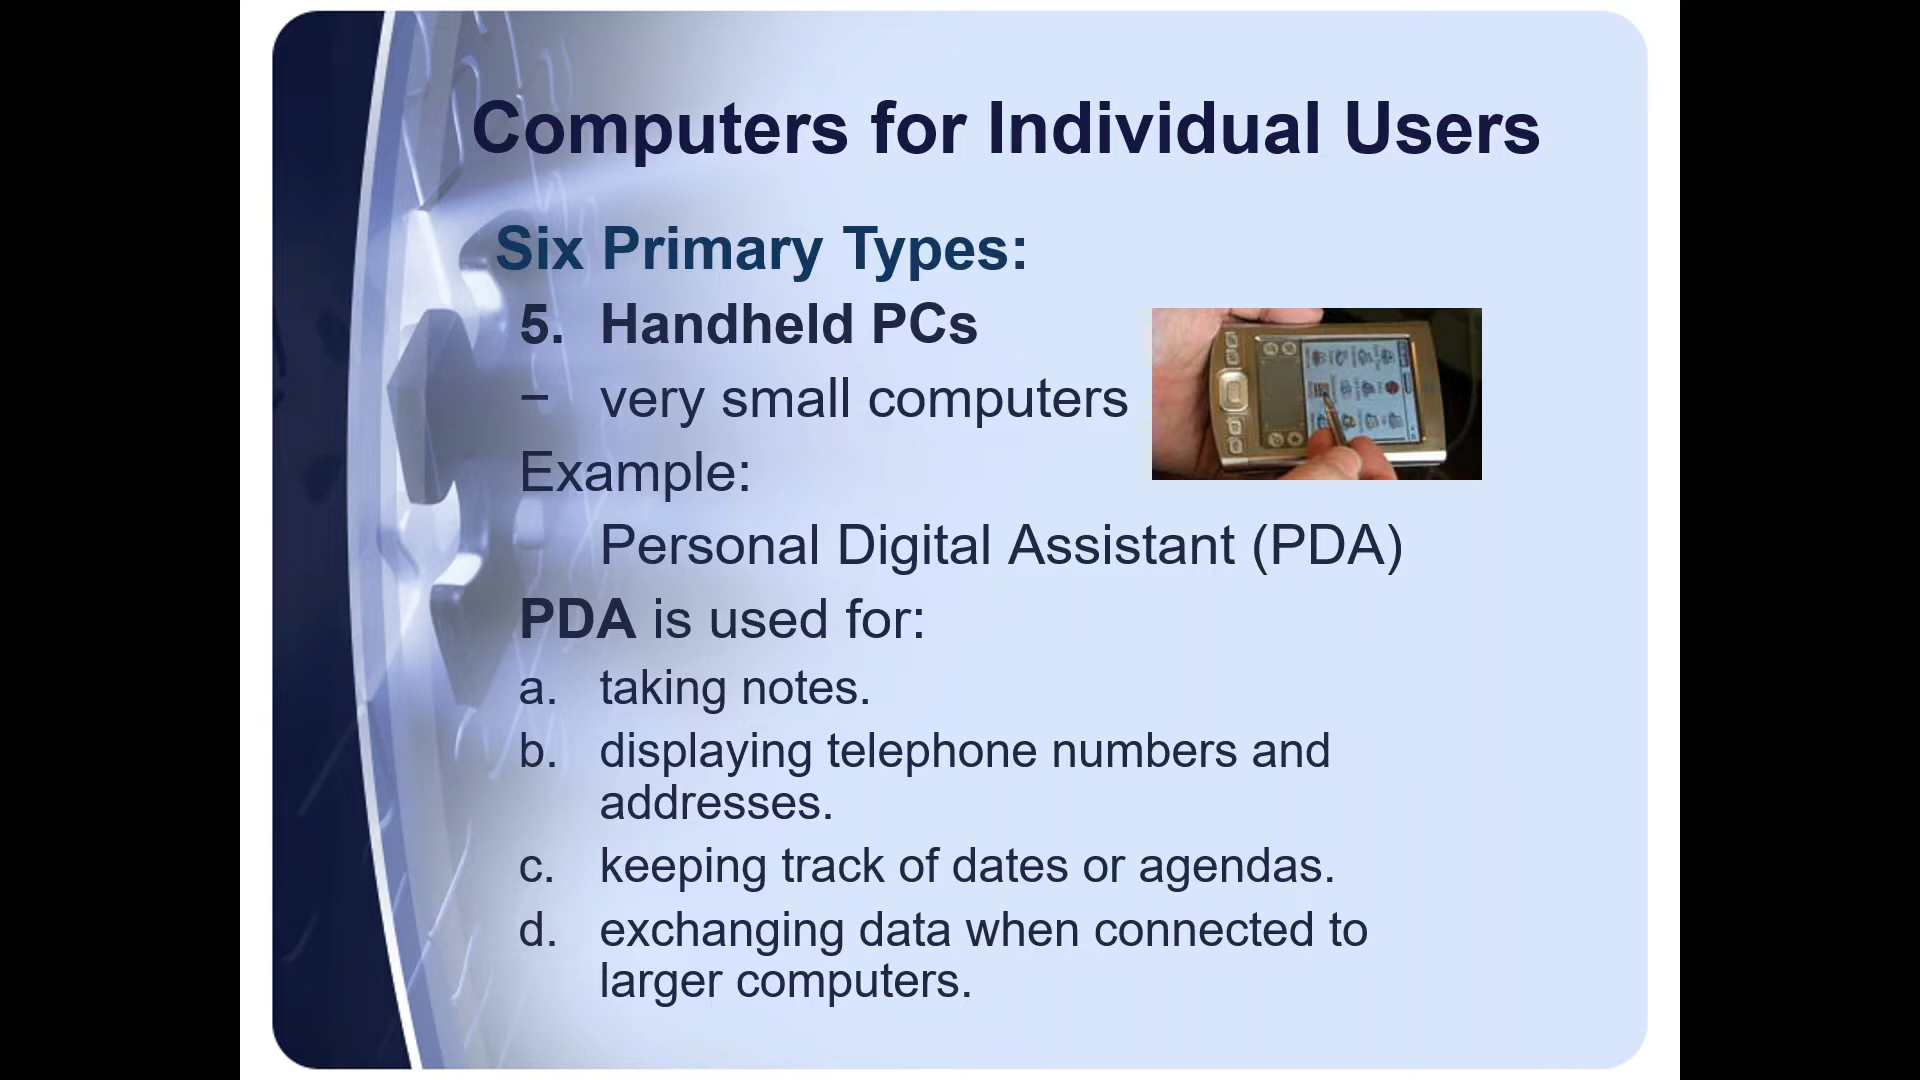 Computers for Individual Users
Six Primary Types:
5. Handheld PCs
– very small computers
Example:
Personal Digital Assistant (PDA)
PDA is used for:
a. taking notes.
b. displaying telephone numbers and
addresses.
c. keeping track of dates or agendas.
d. exchanging data when connected to
larger computers.